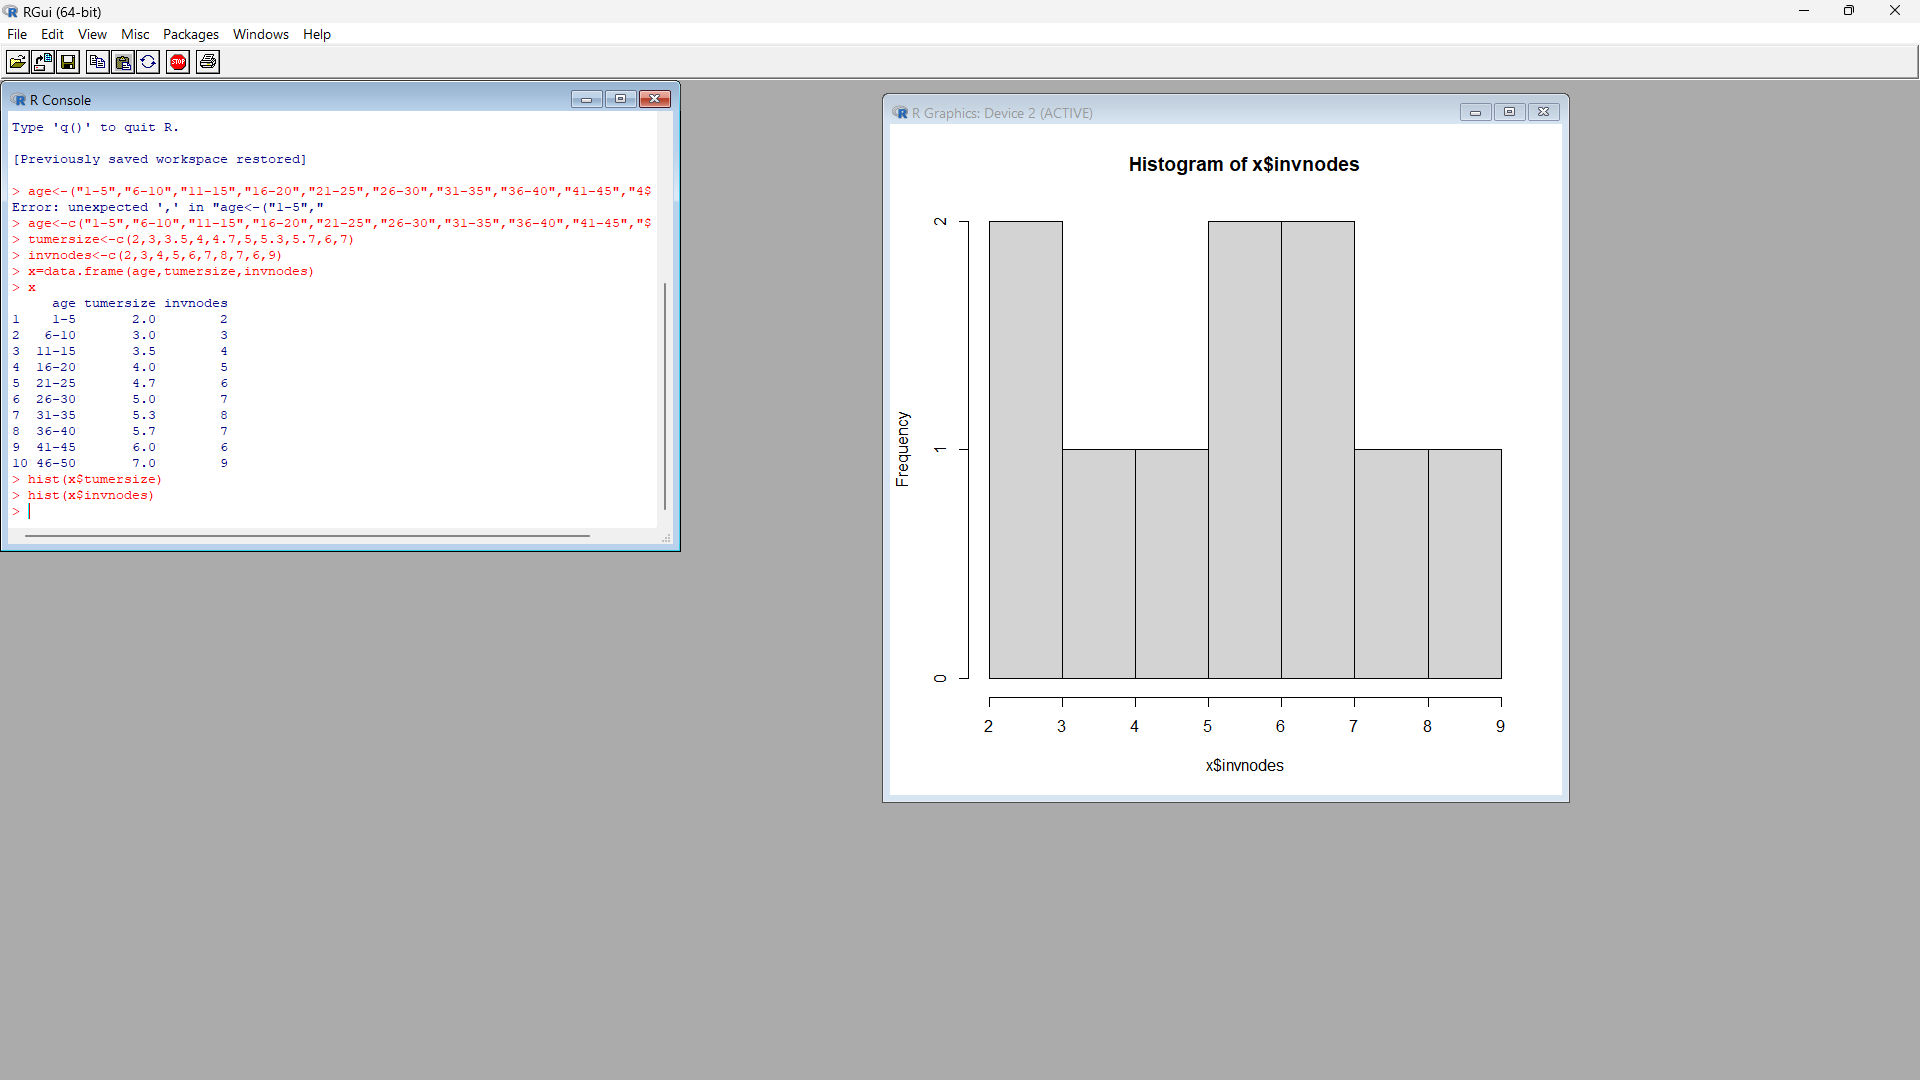 RGui (64-bit)
File Edit View Misc Packages Windows Help
STOP
R Console
Type 'q()' to quit R.
[Previously saved workspace restored]
> age<-("1-5","6-10","11-15","16-20","21-25","26-30","31-35","36-40","41-45","4$
Error: unexpected ',' in "age<-("1-5","
> age<-c("1-5","6-10","11-15","16-20","21-25","26-30","31-35","36-40","41-45","$
> tumersize<-c(2,3,3.5,4,4.7,5,5.3,5.7,6,7)
> invnodes<-c(2,3,4,5,6,7,8,7,6,9)
> x=data.frame(age,tumersize,invnodes)
> x
age tumersize invnodes
1 1-5 2.0 2
2 6-10 3.0 3
3 11-15 3.5 4
4 16-20 4.0 5
5 21-25 4.7 6
6 26-30 5.0 7
7 31-35 5.3 8
8 36-40 5.7 7
9 41-45 6.0 6
10 46-50 7.0 9
> hist(x$tumersize)
> hist(x$invnodes)
>
R Graphics: Device 2 (ACTIVE)
Histogram of x$invnodes
Frequency
2
1
0
2 3 4 5 6 7 8 9
x$invnodes